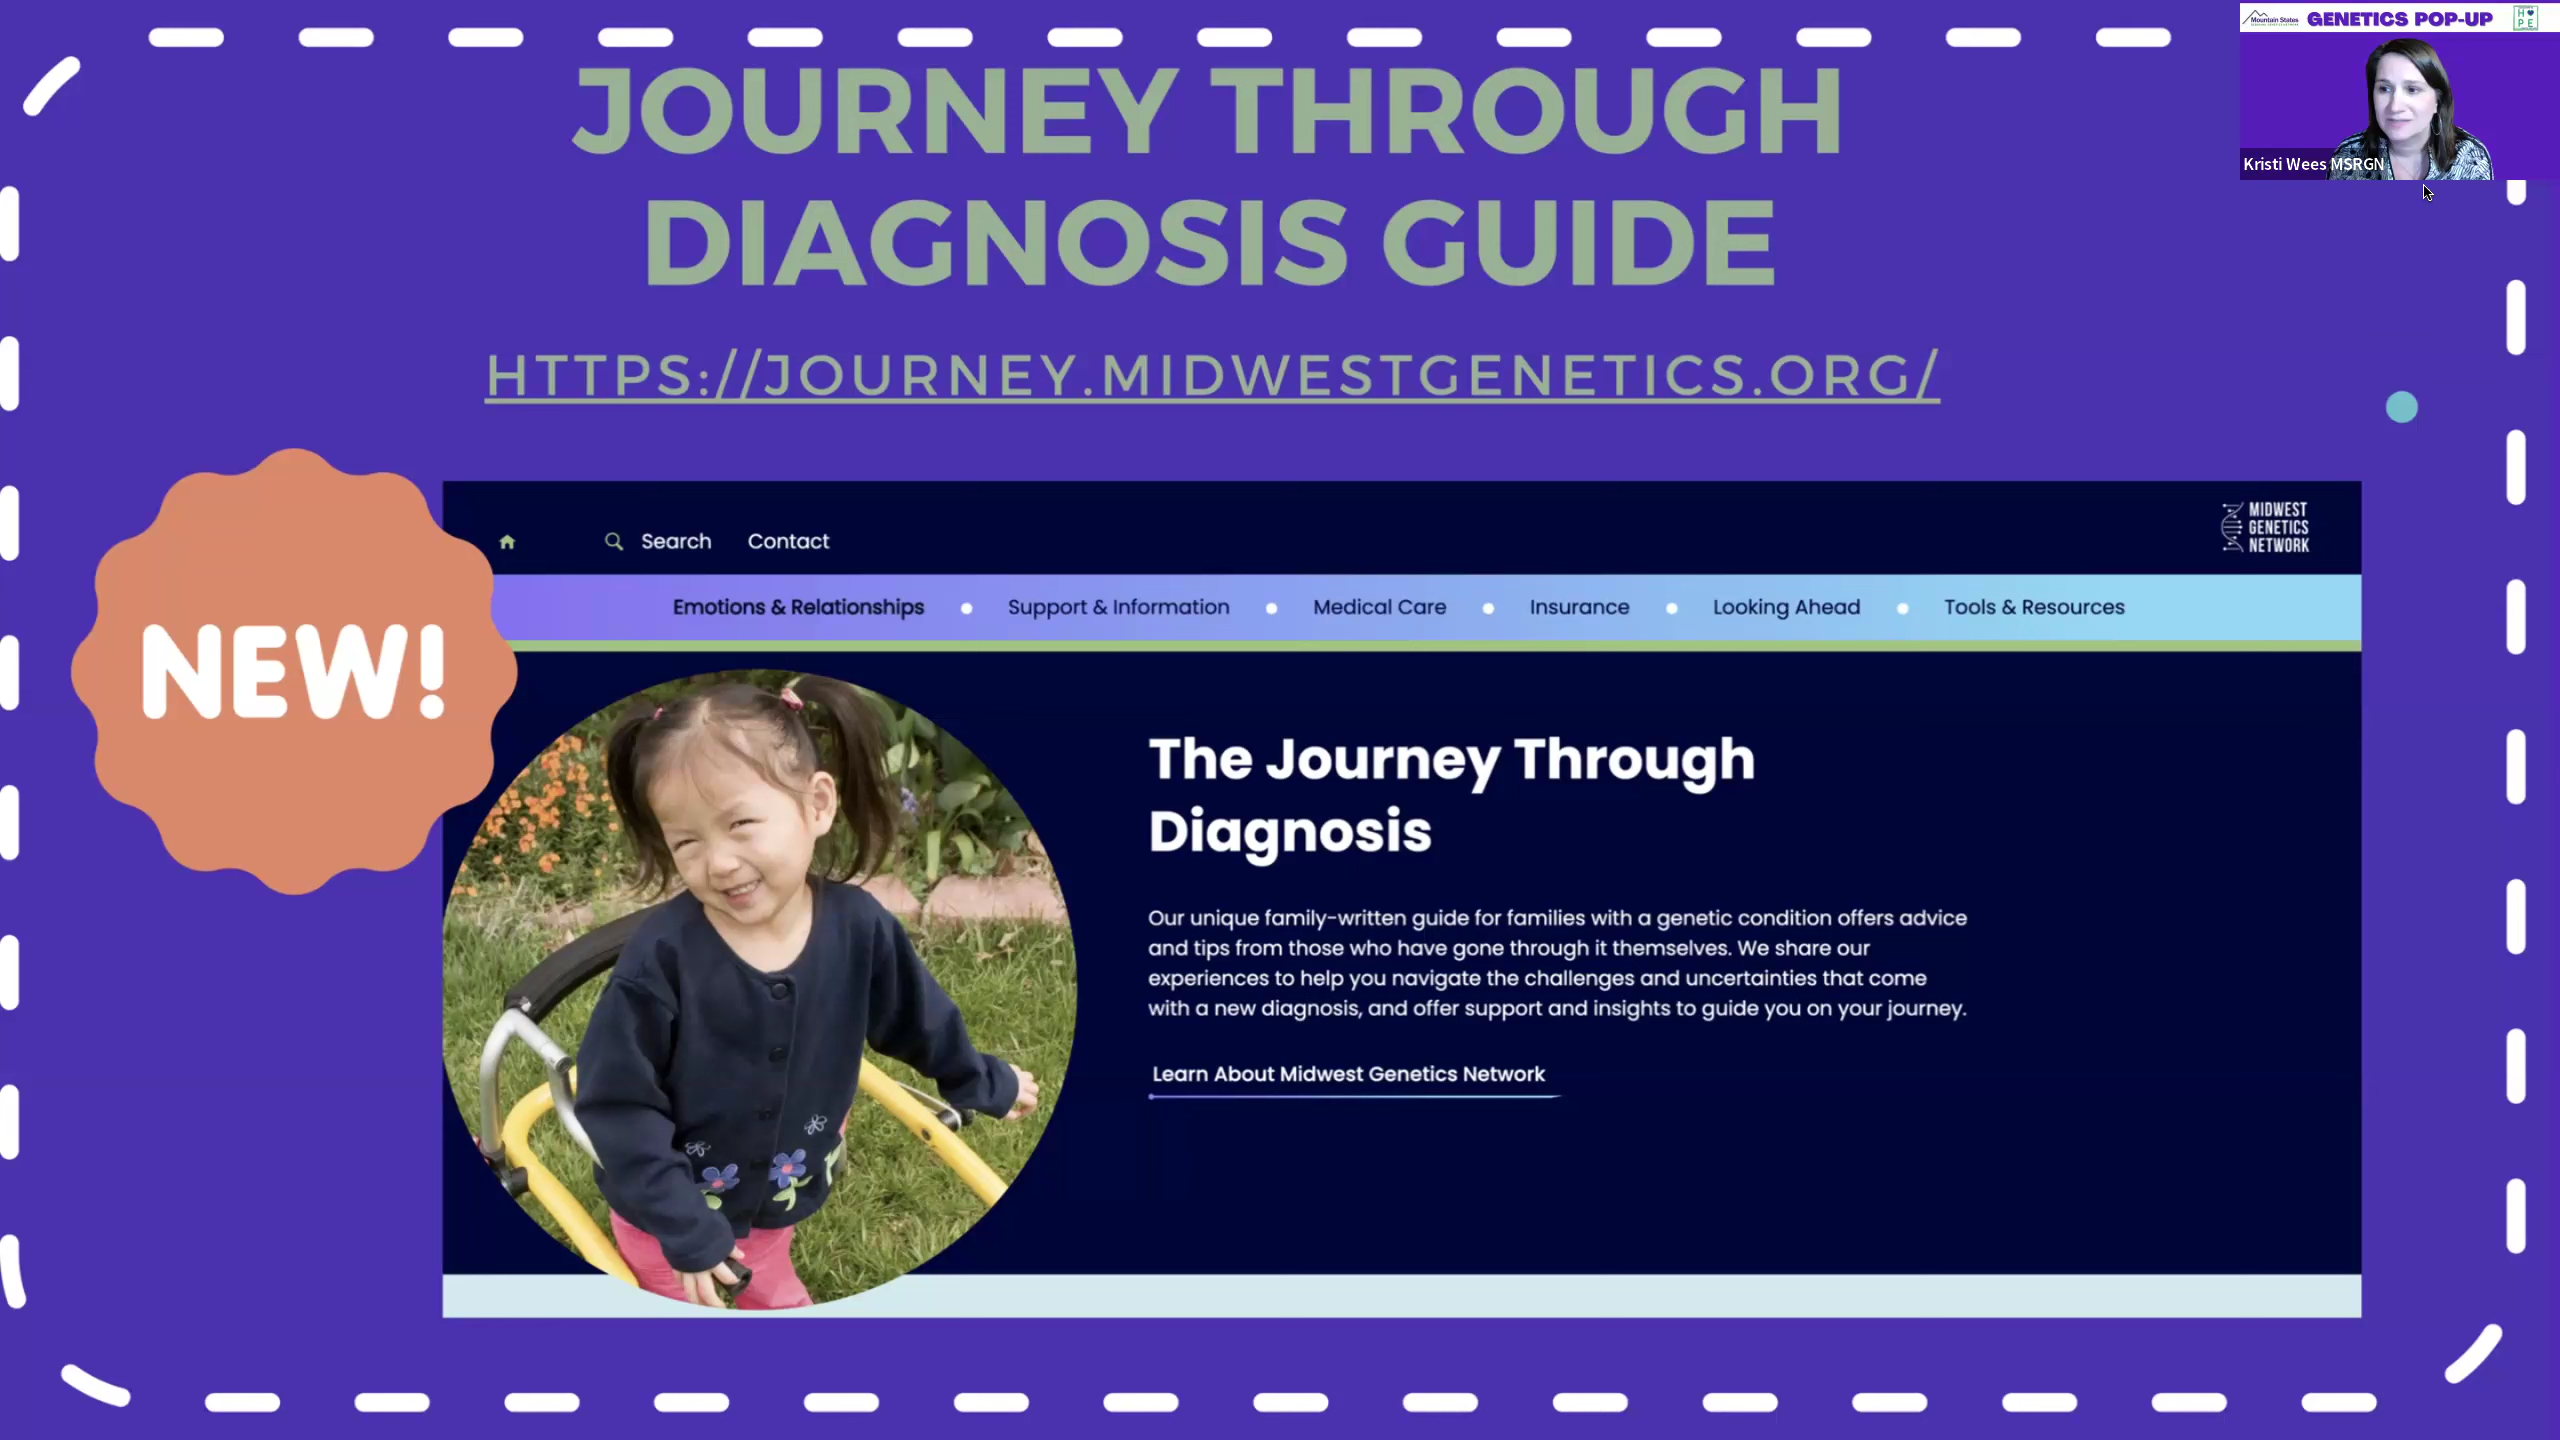 Mountain States
GENETICS POP-UP
HOPE
Kristi Wees MSRGN
JOURNEY THROUGH
DIAGNOSIS GUIDE
HTTPS://JOURNEY.MIDWESTGENETICS.ORG/
NEW!
Search Contact
MIDWEST
GENETICS
NETWORK
Emotions & Relationships Support & Information Medical Care Insurance Looking Ahead Tools & Resources
The Journey Through
Diagnosis
Our unique family-written guide for families with a genetic condition offers advice
and tips from those who have gone through it themselves. We share our
experiences to help you navigate the challenges and uncertainties that come
with a new diagnosis, and offer support and insights to guide you on your journey.
Learn About Midwest Genetics Network